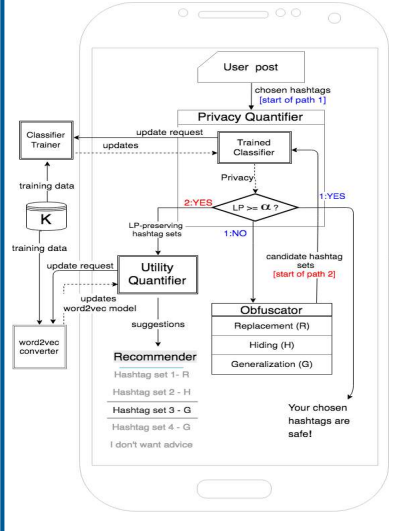 User post
chosen hashtags
[start of path 1]
Privacy Quantifier
Classifier
Trainer
update request
updates
Trained
Classifier
training data
Privacy
K
2:YES
LP >= α ?
1:YES
LP-preserving
hashtag sets
1:NO
training data
candidate hashtag
sets
[start of path 2]
update request
Utility
Quantifier
updates
word2vec model
Obfuscator
Replacement (R)
Hiding (H)
Generalization (G)
suggestions
word2vec
converter
Recommender
Hashtag set 1- R
Hashtag set 2 - H
Hashtag set 3 - G
Hashtag set 4 - G
I don't want advice
Your chosen
hashtags are
safe!